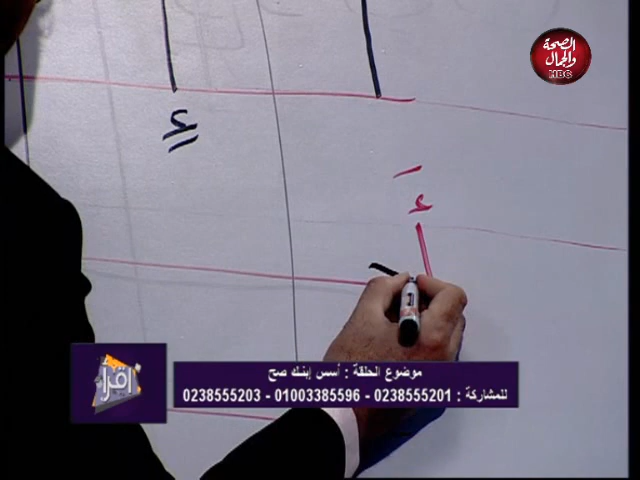 الصحة
والجمال
HBC
ء
أَ
اقرأ
موضوع الحلقة : أسس إبنك صح
للمشاركة : 0238555201 - 01003385596 - 0238555203